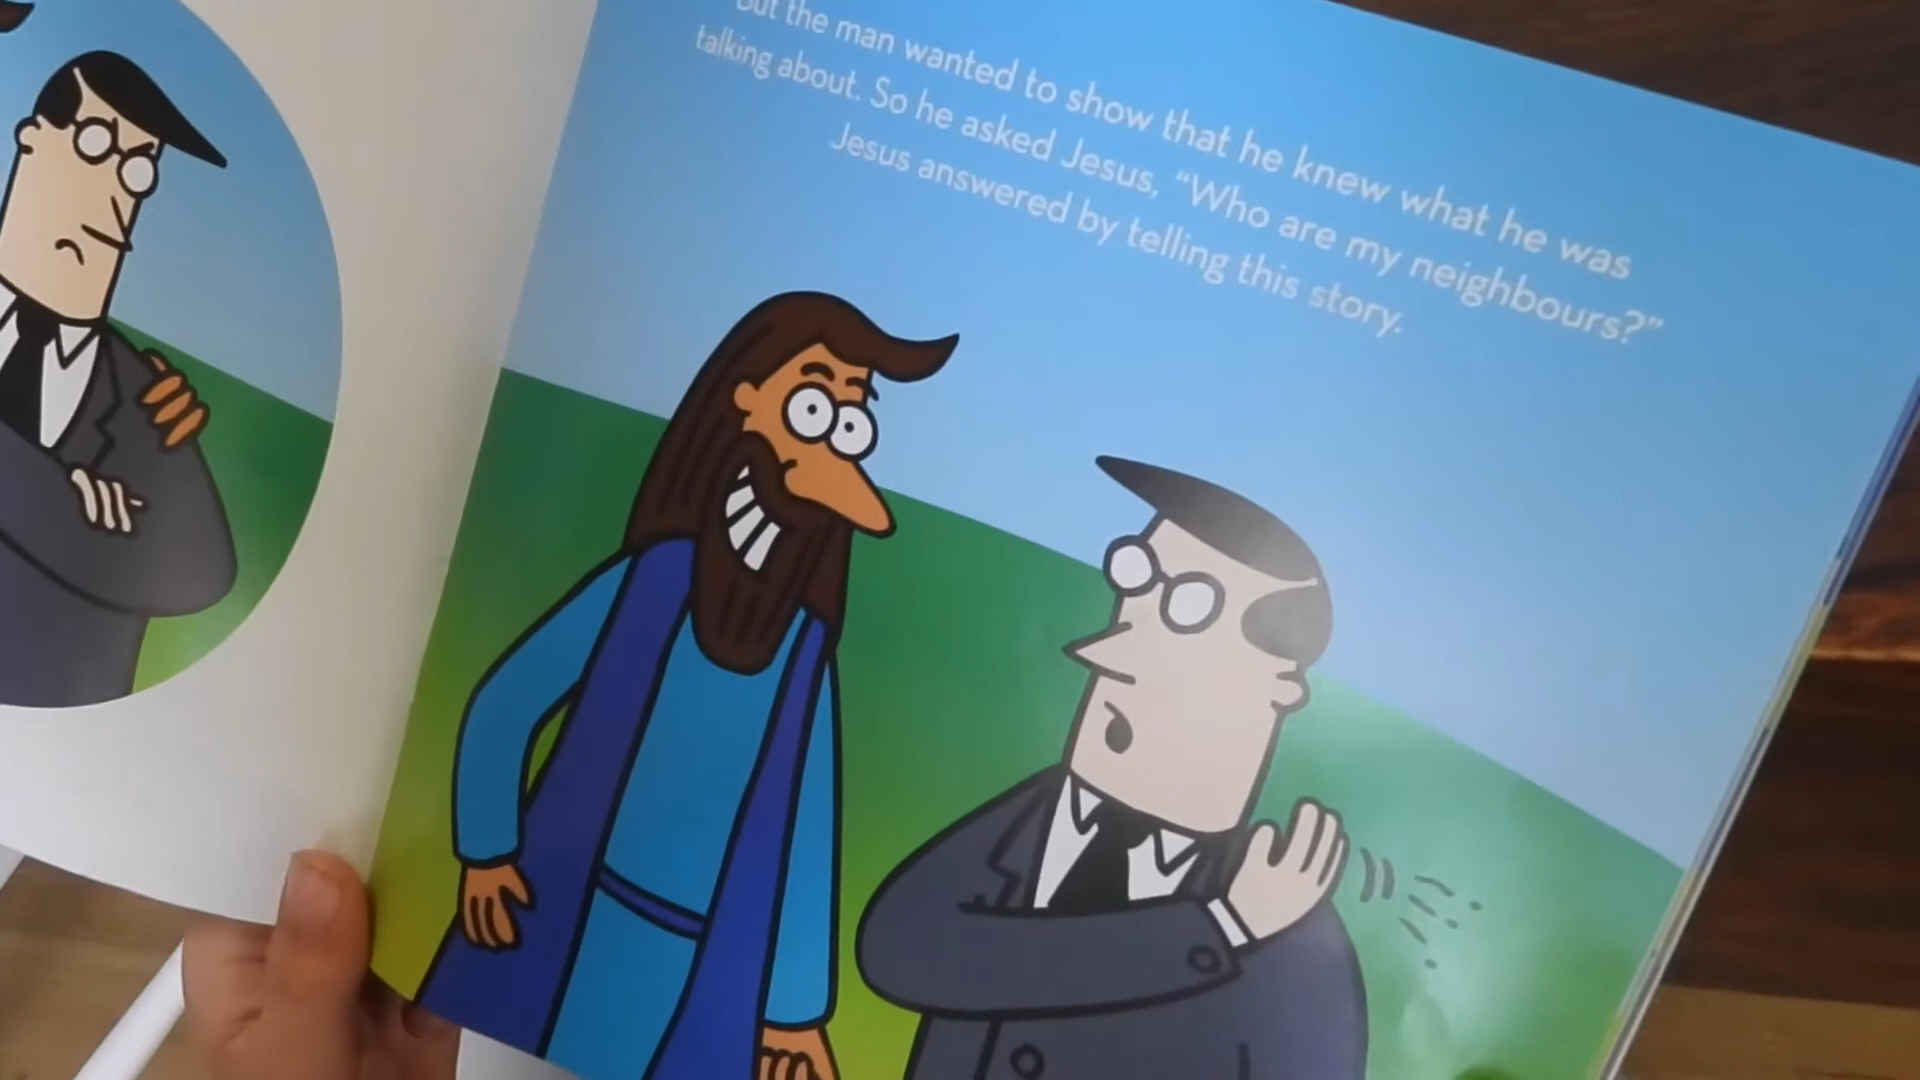 But the man wanted to show that he knew what he was
talking about. So he asked Jesus, “Who are my neighbours?”
Jesus answered by telling this story.